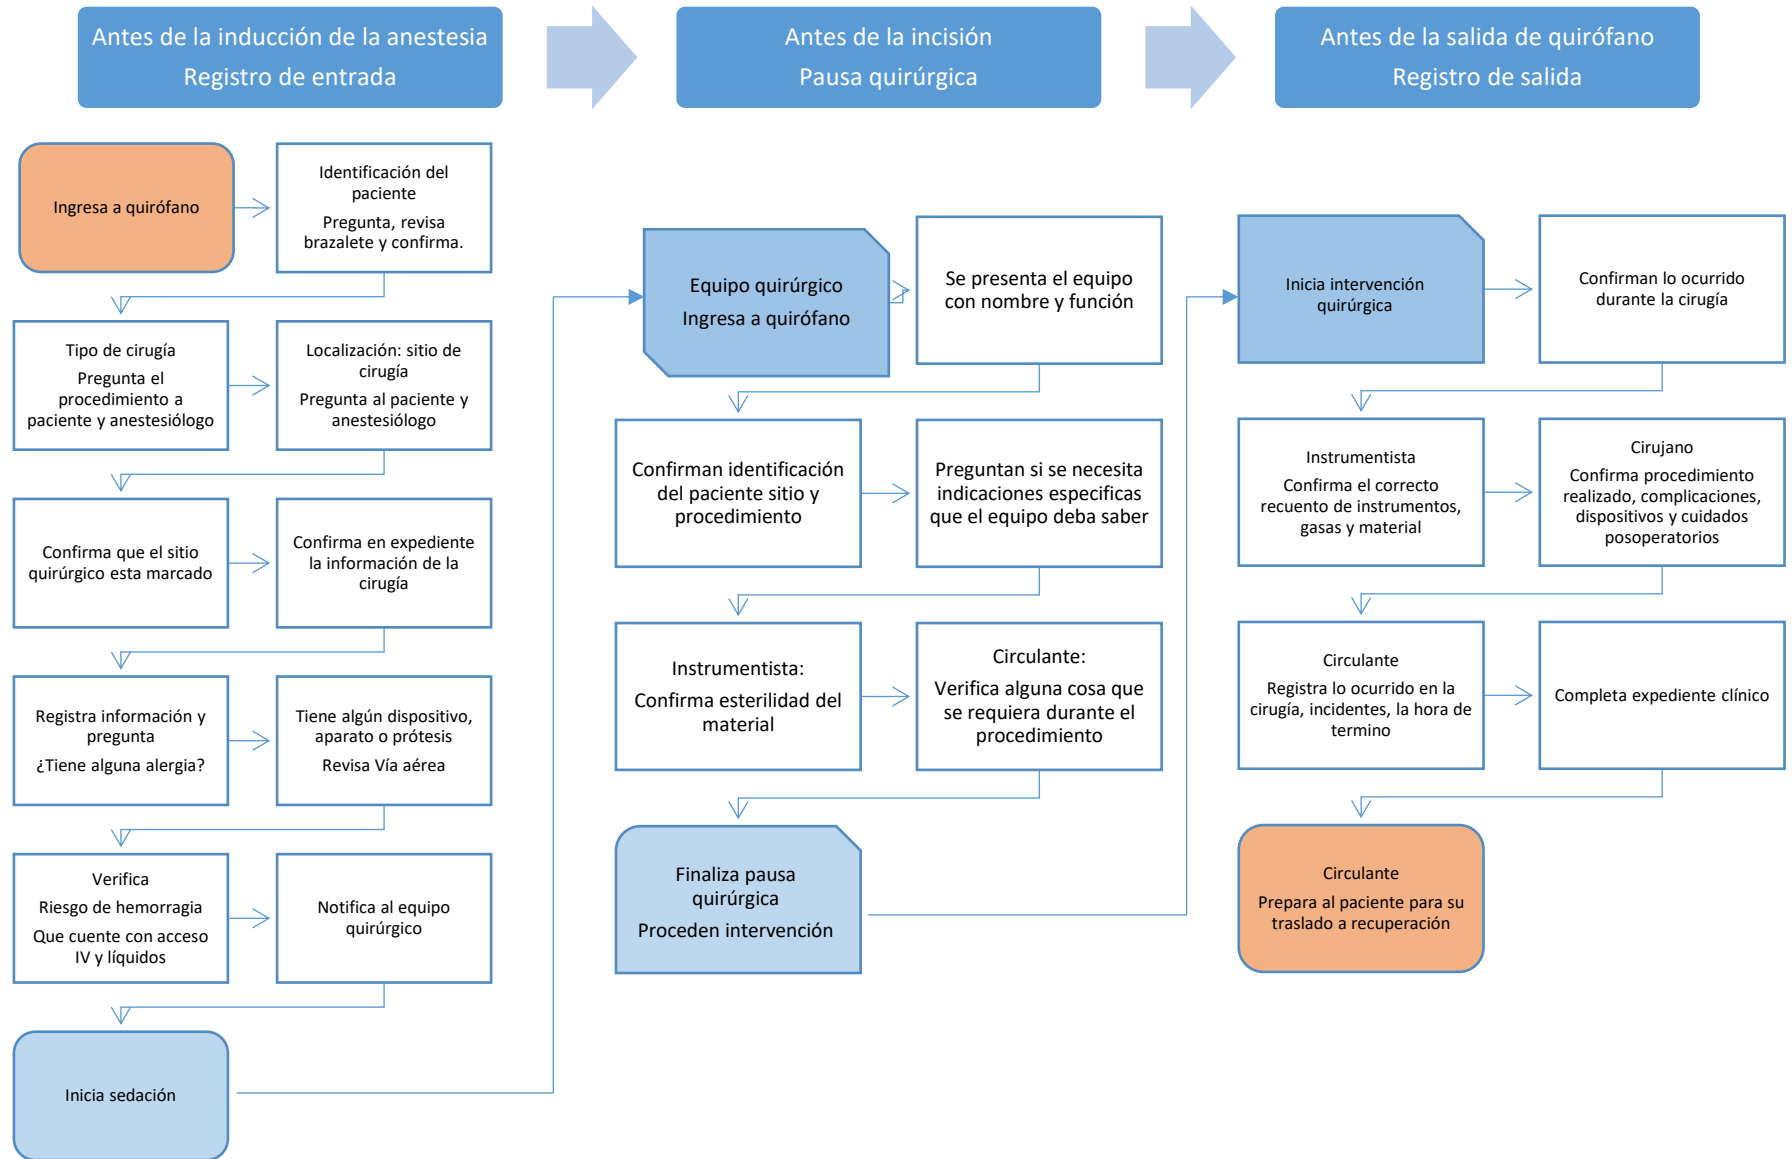 Antes de la inducción de la anestesia
Registro de entrada
Antes de la incisión
Pausa quirúrgica
Antes de la salida de quirófano
Registro de salida
Ingresa a quirófano
Identificación del
paciente
Pregunta, revisa
brazalete y confirma.
Tipo de cirugía
Pregunta el
procedimiento a
paciente y anestesiólogo
Localización: sitio de
cirugía
Pregunta al paciente y
anestesiólogo
Confirma que el sitio
quirúrgico esta marcado
Confirma en expediente
la información de la
cirugía
Registra información y
pregunta
¿Tiene alguna alergia?
Tiene algún dispositivo,
aparato o prótesis
Revisa Vía aérea
Verifica
Riesgo de hemorragia
Que cuente con acceso
IV y líquidos
Notifica al equipo
quirúrgico
Inicia sedación
Equipo quirúrgico
Ingresa a quirófano
Se presenta el equipo
con nombre y función
Confirman identificación
del paciente sitio y
procedimiento
Preguntan si se necesita
indicaciones especificas
que el equipo deba saber
Instrumentista:
Confirma esterilidad del
material
Circulante:
Verifica alguna cosa que
se requiera durante el
procedimiento
Finaliza pausa
quirúrgica
Proceden intervención
Inicia intervención
quirúrgica
Confirman lo ocurrido
durante la cirugía
Instrumentista
Confirma el correcto
recuento de instrumentos,
gasas y material
Cirujano
Confirma procedimiento
realizado, complicaciones,
dispositivos y cuidados
posoperatorios
Circulante
Registra lo ocurrido en la
cirugía, incidentes, la hora de
termino
Completa expediente clínico
Circulante
Prepara al paciente para su
traslado a recuperación